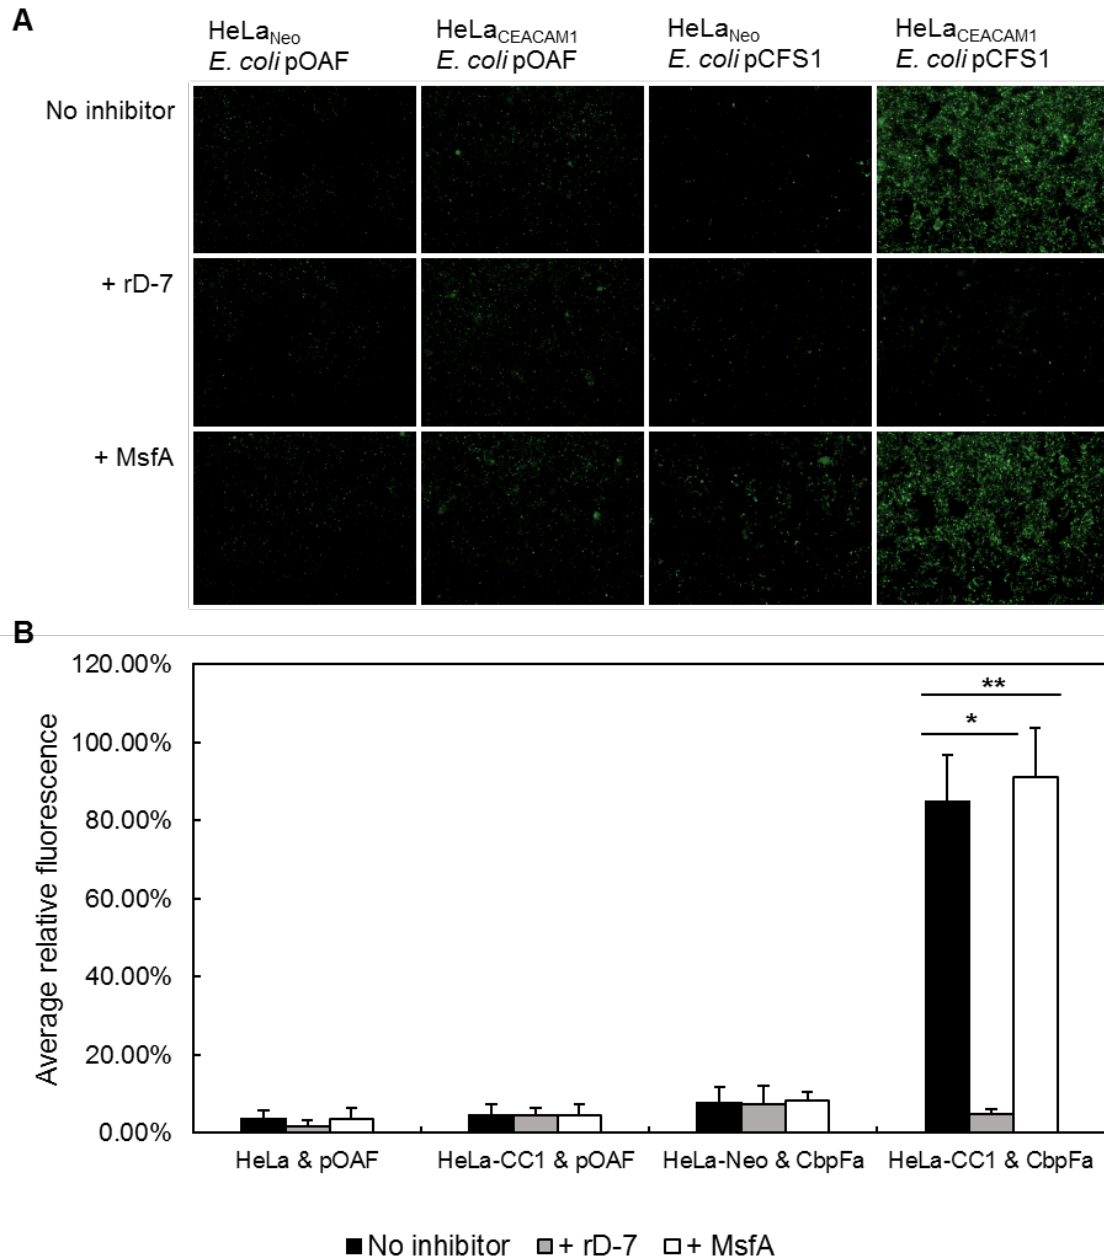 A
HeLaNeo
E. coli pOAF
HeLaCEACAM1
E. coli pOAF
HeLaNeo
E. coli pCFS1
HeLaCEACAM1
E. coli pCFS1
No inhibitor
+ rD-7
+ MsfA
B
Average relative fluorescence
120.00%
100.00%
80.00%
60.00%
40.00%
20.00%
0.00%
**
*
HeLa & pOAF
HeLa-CC1 & pOAF
HeLa-Neo & CbpFa
HeLa-CC1 & CbpFa
No inhibitor
+ rD-7
+ MsfA